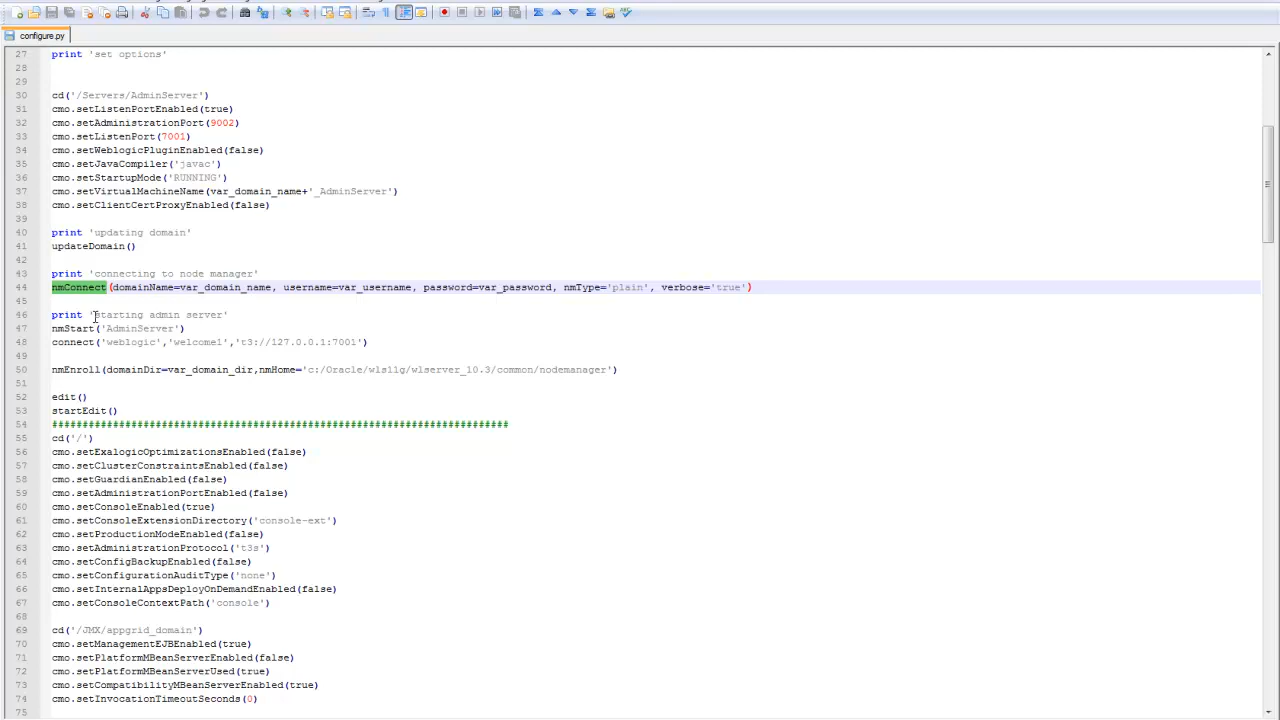 configure.py
27 print 'set options'
28
29
30 cd('/Servers/AdminServer')
31 cmo.setListenPortEnabled(true)
32 cmo.setAdministrationPort(9002)
33 cmo.setListenPort(7001)
34 cmo.setWeblogicPluginEnabled(false)
35 cmo.setJavaCompiler('javac')
36 cmo.setStartupMode('RUNNING')
37 cmo.setVirtualMachineName(var_domain_name+'_AdminServer')
38 cmo.setClientCertProxyEnabled(false)
39
40 print 'updating domain'
41 updateDomain()
42
43 print 'connecting to node manager'
44 nmConnect(domainName=var_domain_name, username=var_username, password=var_password, nmType='plain', verbose='true')
45
46 print 'starting admin server'
47 nmStart('AdminServer')
48 connect('weblogic','welcome1','t3://127.0.0.1:7001')
49
50 nmEnroll(domainDir=var_domain_dir,nmHome='c:/Oracle/wls11g/wlserver_10.3/common/nodemanager')
51
52 edit()
53 startEdit()
54 ###########################################################################
55 cd('/')
56 cmo.setExalogicOptimizationsEnabled(false)
57 cmo.setClusterConstraintsEnabled(false)
58 cmo.setGuardianEnabled(false)
59 cmo.setAdministrationPortEnabled(false)
60 cmo.setConsoleEnabled(true)
61 cmo.setConsoleExtensionDirectory('console-ext')
62 cmo.setProductionModeEnabled(false)
63 cmo.setAdministrationProtocol('t3s')
64 cmo.setConfigBackupEnabled(false)
65 cmo.setConfigurationAuditType('none')
66 cmo.setInternalAppsDeployOnDemandEnabled(false)
67 cmo.setConsoleContextPath('console')
68
69 cd('/JMX/appgrid_domain')
70 cmo.setManagementEJBEnabled(true)
71 cmo.setPlatformMBeanServerEnabled(false)
72 cmo.setPlatformMBeanServerUsed(true)
73 cmo.setCompatibilityMBeanServerEnabled(true)
74 cmo.setInvocationTimeoutSeconds(0)
75